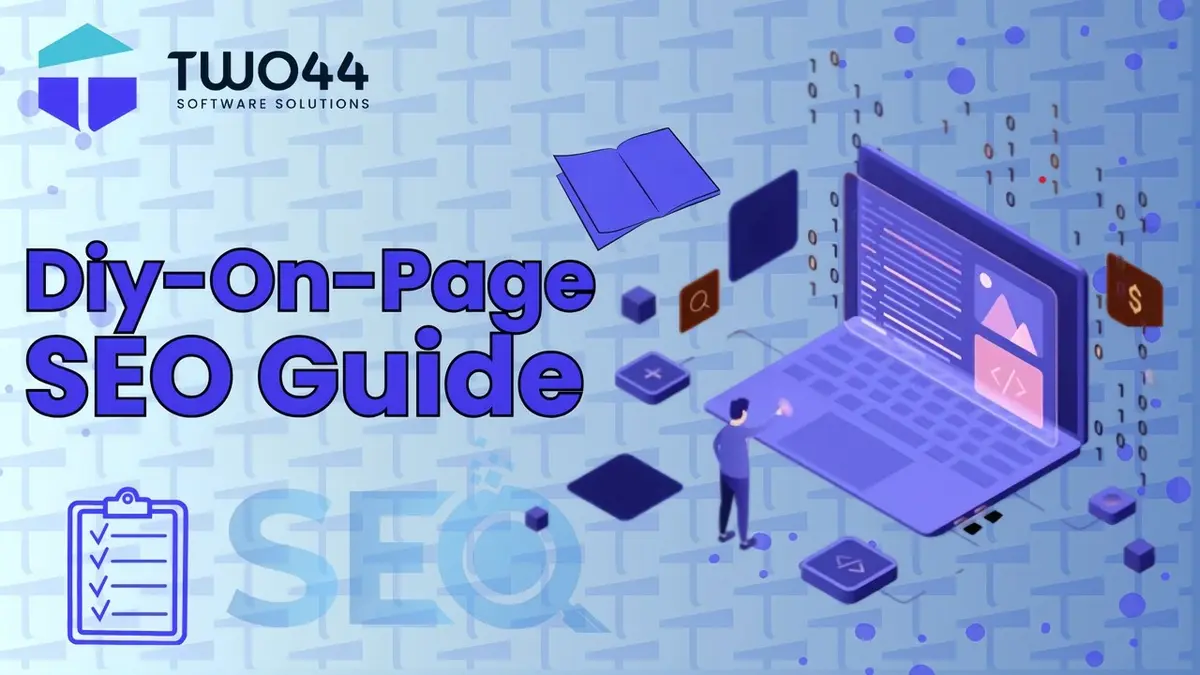 TWO44
SOFTWARE SOLUTIONS
Diy-On-Page
SEO Guide
SEO